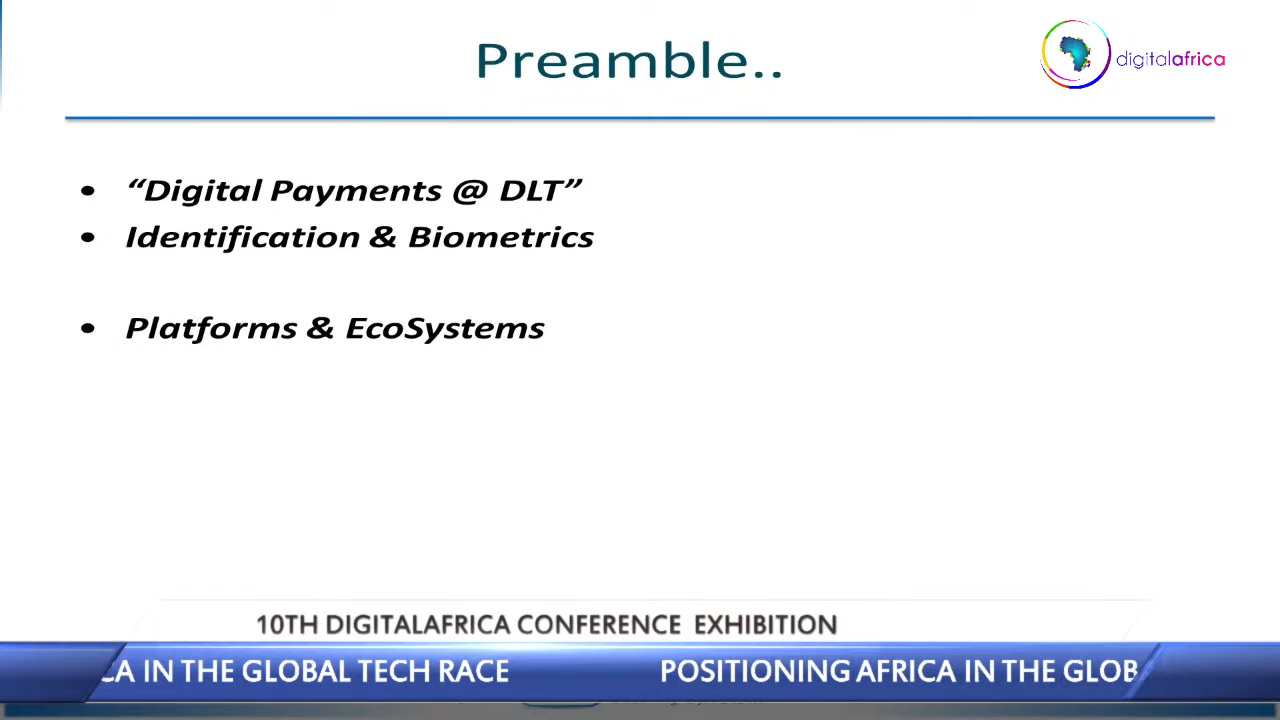 Preamble..
digitalafrica
• “Digital Payments @ DLT”
• Identification & Biometrics
• Platforms & EcoSystems
10TH DIGITALAFRICA CONFERENCE EXHIBITION
CA IN THE GLOBAL TECH RACE POSITIONING AFRICA IN THE GLOB